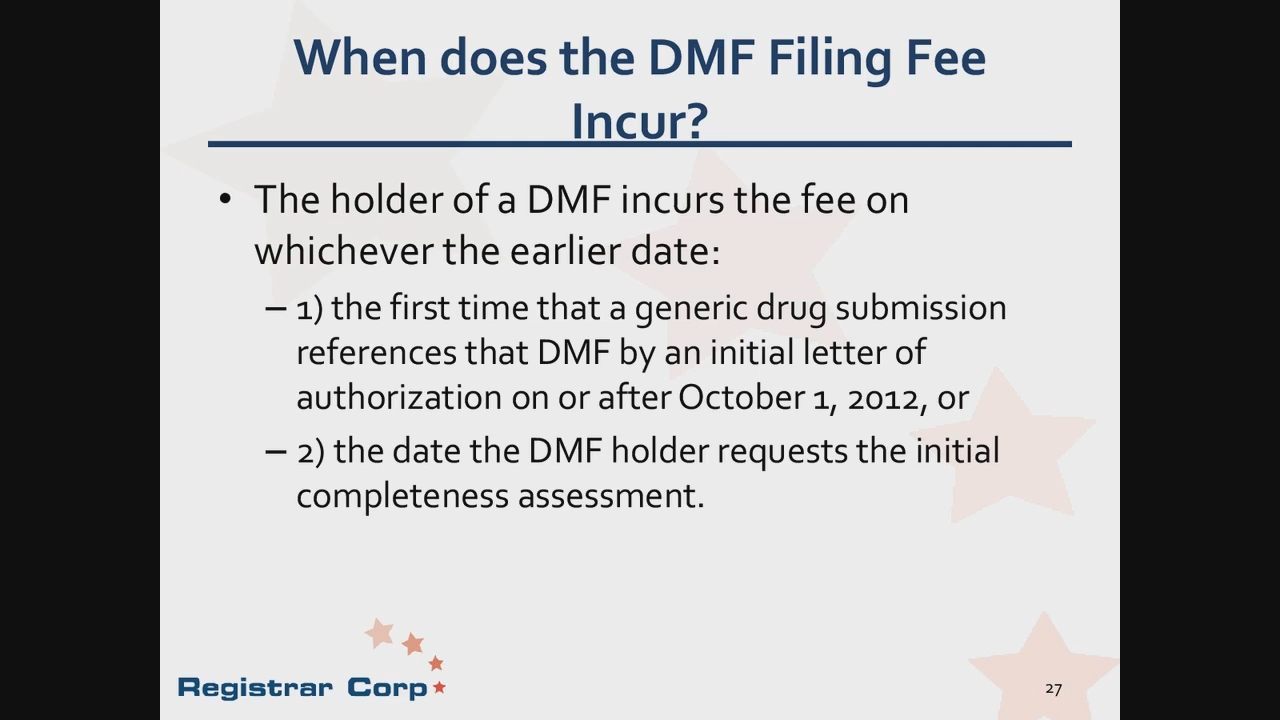 When does the DMF Filing Fee
Incur?
• The holder of a DMF incurs the fee on
whichever the earlier date:
– 1) the first time that a generic drug submission
references that DMF by an initial letter of
authorization on or after October 1, 2012, or
– 2) the date the DMF holder requests the initial
completeness assessment.
Registrar Corp
27